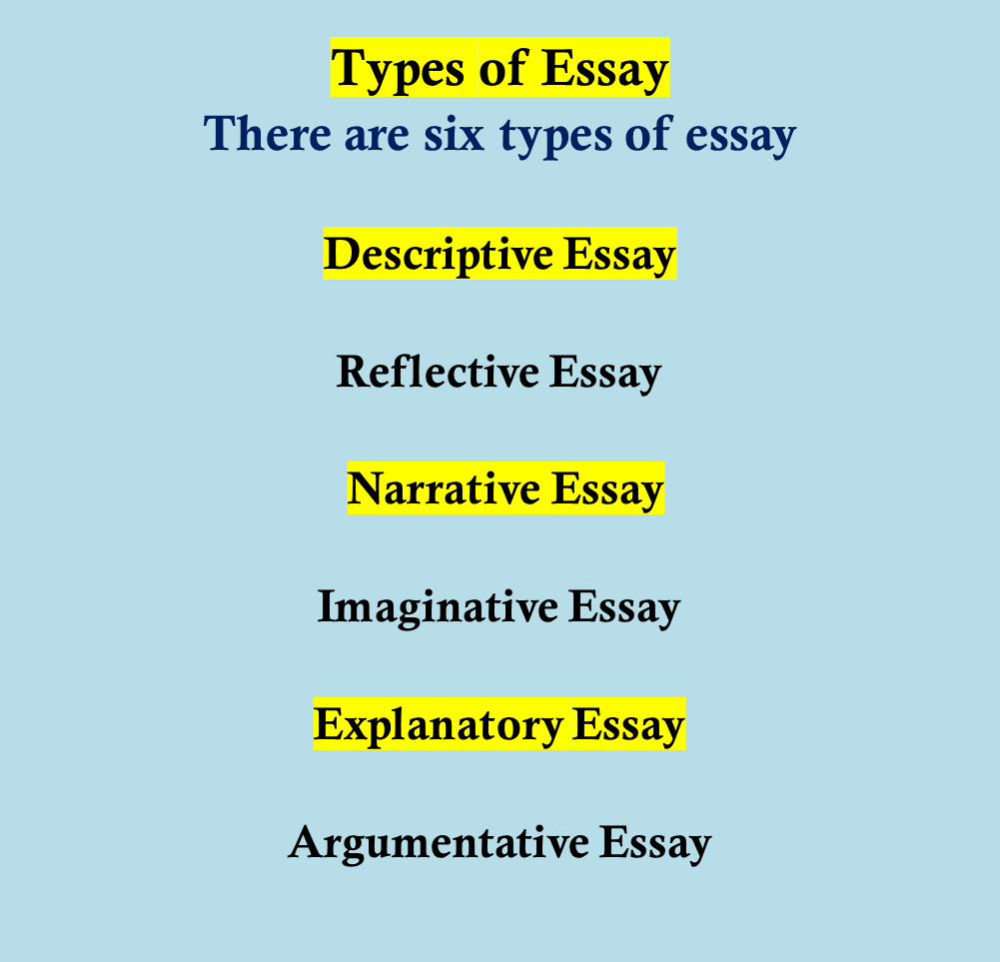 Types of Essay
There are six types of essay
Descriptive Essay
Reflective Essay
Narrative Essay
Imaginative Essay
Explanatory Essay
Argumentative Essay